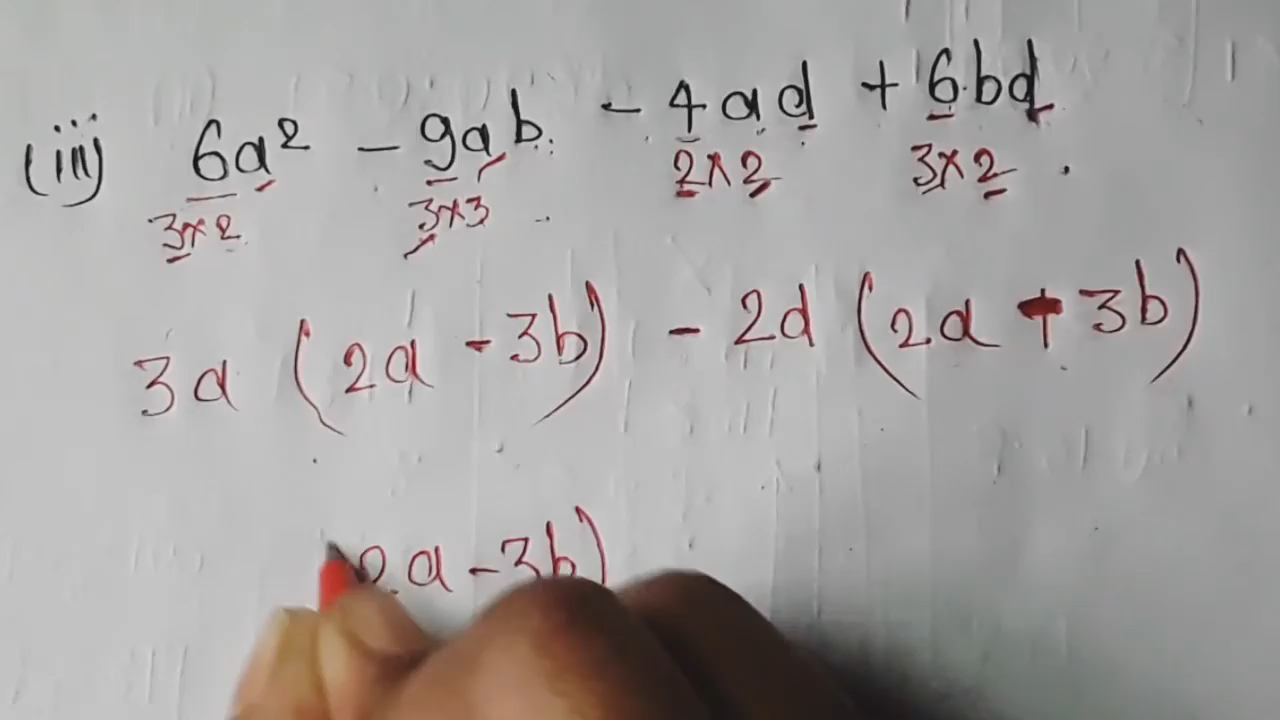 (iii) 6a² - 9ab - 4ad + 6bd
3×2 3×3 2×2 3×2
3a (2a - 3b) - 2d (2a + 3b)
2a - 3b)